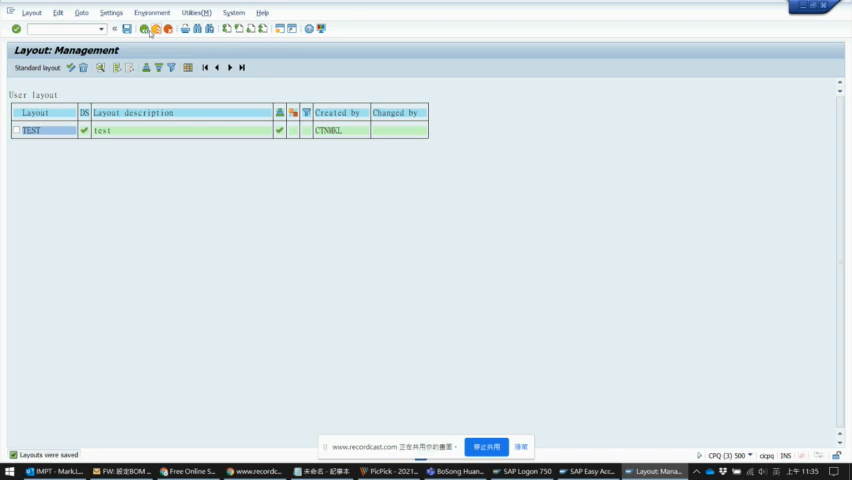 Layout Edit Goto Settings Environment Utilities(M) System Help
Layout: Management
Standard layout
User layout
Layout DS Layout description Created by Changed by
TEST test CTNMKL
www.recordcast.com 正在共用你的畫面。 停止共用 隱藏
Layouts were saved
CPQ (3) 500 cicpq INS
IMPT - Mark.L... FW: 設定BOM ... Free Online S... www.recordc... 未命名 - 記事本 PicPick - 2021... BoSong Huan... SAP Logon 750 SAP Easy Acc... Layout: Mana... 上午 11:35